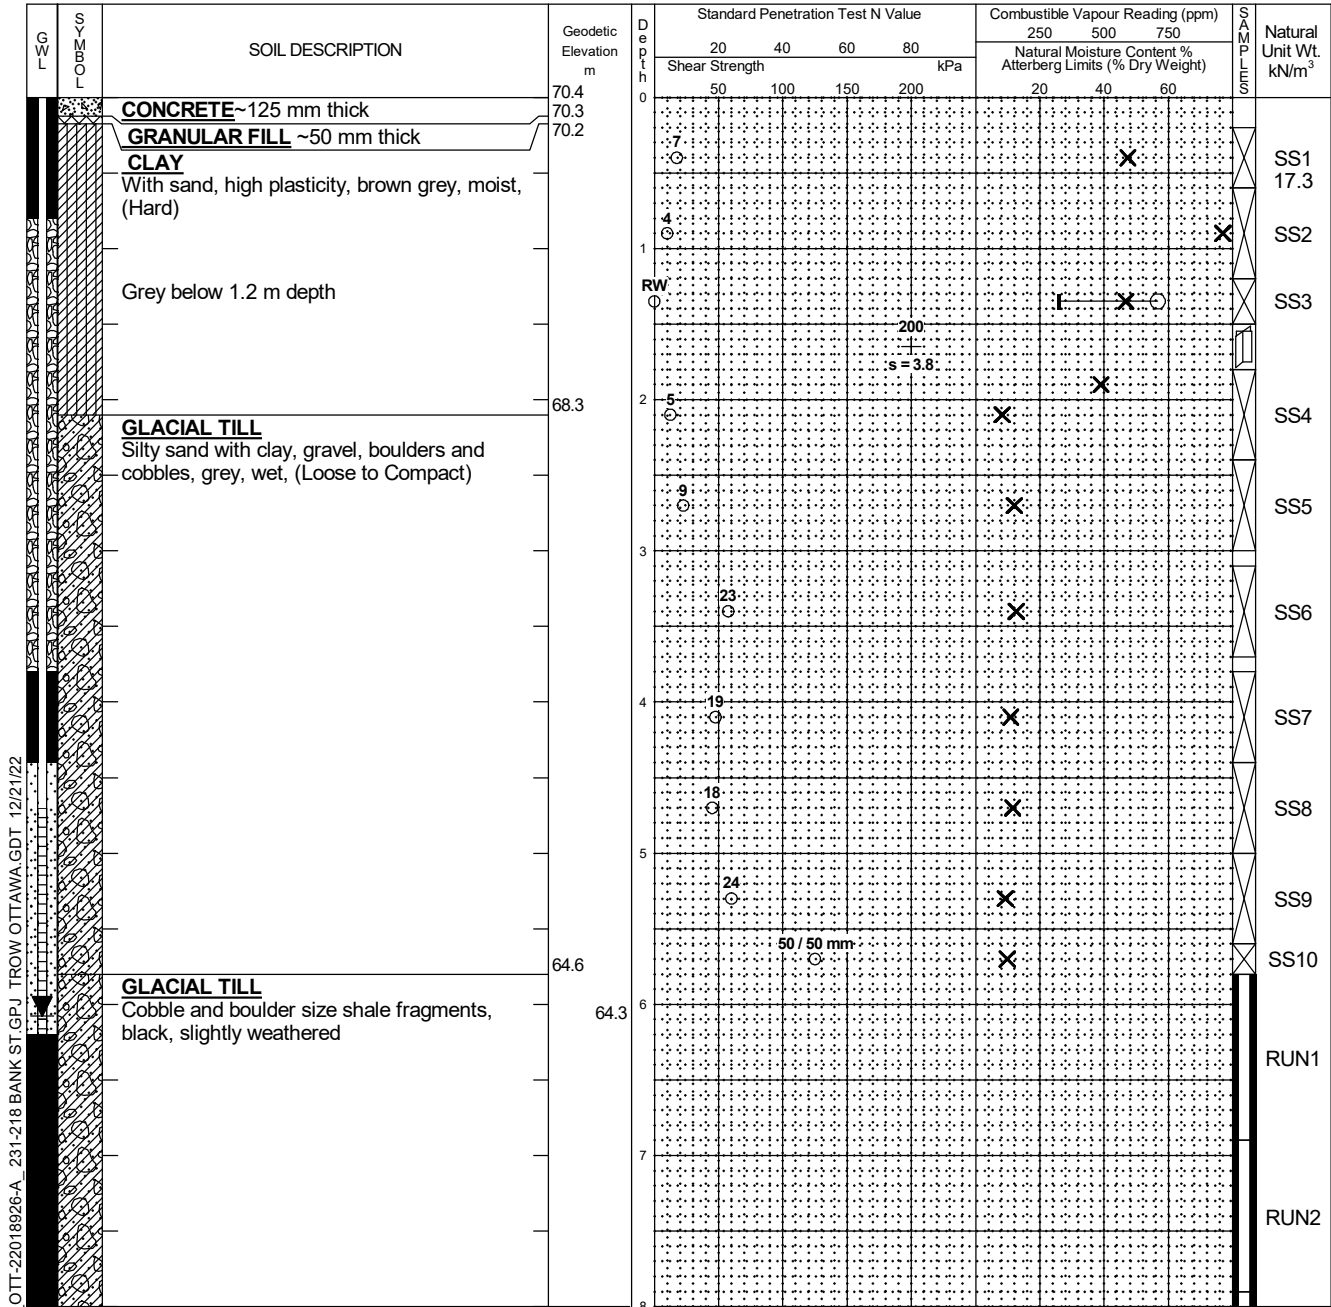 GWL
SYMBOL
SOIL DESCRIPTION
Geodetic
Elevation
m
Depth
Standard Penetration Test N Value
20 40 60 80
Shear Strength kPa
50 100 150 200
Combustible Vapour Reading (ppm)
250 500 750
Natural Moisture Content %
Atterberg Limits (% Dry Weight)
20 40 60
SAMPLES
Natural
Unit Wt.
kN/m³
70.4
0
CONCRETE~125 mm thick
70.3
GRANULAR FILL ~50 mm thick
70.2
CLAY
With sand, high plasticity, brown grey, moist,
(Hard)
7
SS1
17.3
4
SS2
1
Grey below 1.2 m depth
RW
SS3
200
s = 3.8
68.3
2
5
SS4
GLACIAL TILL
Silty sand with clay, gravel, boulders and
cobbles, grey, wet, (Loose to Compact)
9
SS5
3
23
SS6
4
19
SS7
18
SS8
5
24
SS9
50 / 50 mm
SS10
64.6
GLACIAL TILL
Cobble and boulder size shale fragments,
black, slightly weathered
6
64.3
RUN1
7
RUN2
8
OTT-22018926-A_ 231-218 BANK ST.GPJ TROW OTTAWA.GDT 12/21/22